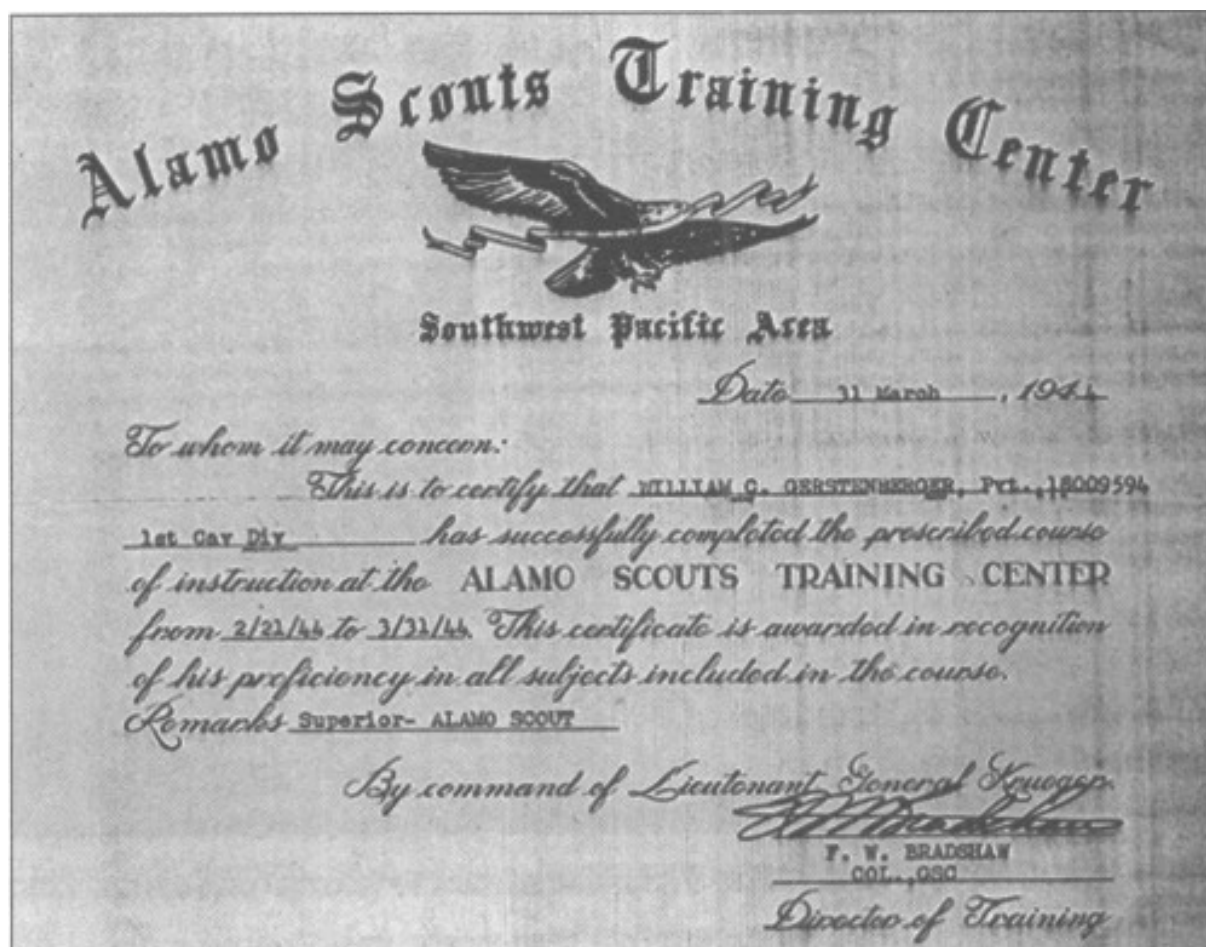 Alamo Scouts Training Center
Southwest Pacific Area
Date 31 March, 1944
To whom it may concern:
This is to certify that WILLIAM C. GERSTENBERGER, Pvt.,18009594
1st Cav Div has successfully completed the prescribed course
of instruction at the ALAMO SCOUTS TRAINING CENTER
from 2/21/44 to 3/31/44. This certificate is awarded in recognition
of his proficiency in all subjects included in the course.
Remarks Superior- ALAMO SCOUT
By command of Lieutenant General Krueger.
F. W. Bradshaw
F. W. BRADSHAW
COL.,GSC
Director of Training